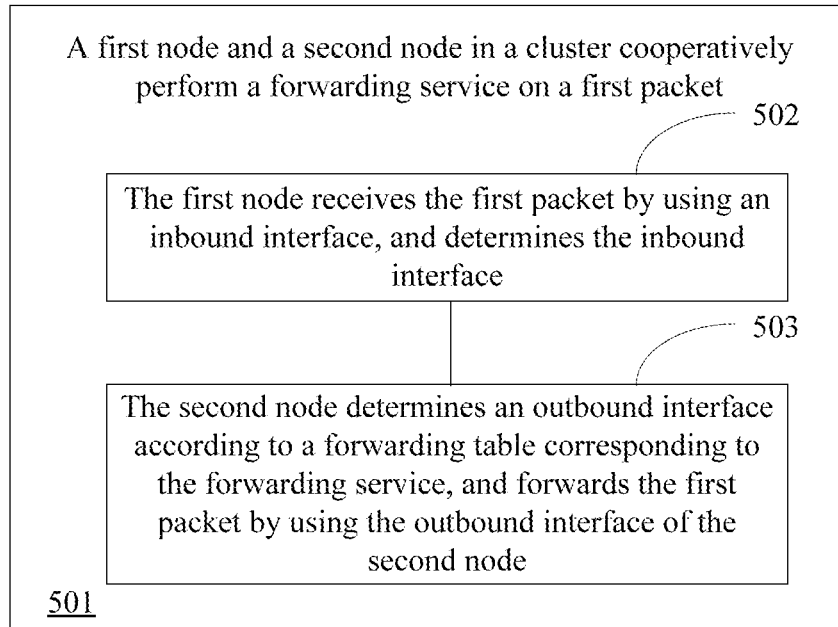 A first node and a second node in a cluster cooperatively
perform a forwarding service on a first packet
502
The first node receives the first packet by using an
inbound interface, and determines the inbound
interface
503
The second node determines an outbound interface
according to a forwarding table corresponding to
the forwarding service, and forwards the first
packet by using the outbound interface of the
second node
501